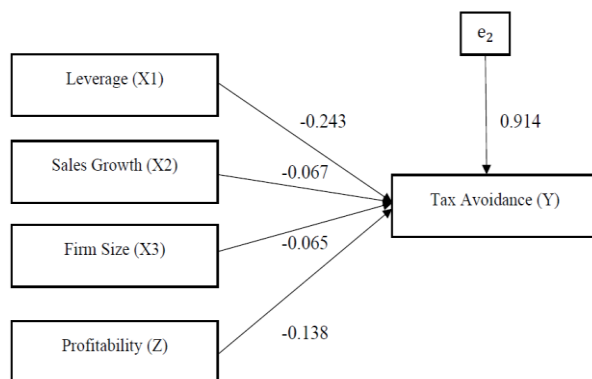 e₂
Leverage (X1)
-0.243
0.914
Sales Growth (X2)
-0.067
Tax Avoidance (Y)
Firm Size (X3)
-0.065
Profitability (Z)
-0.138